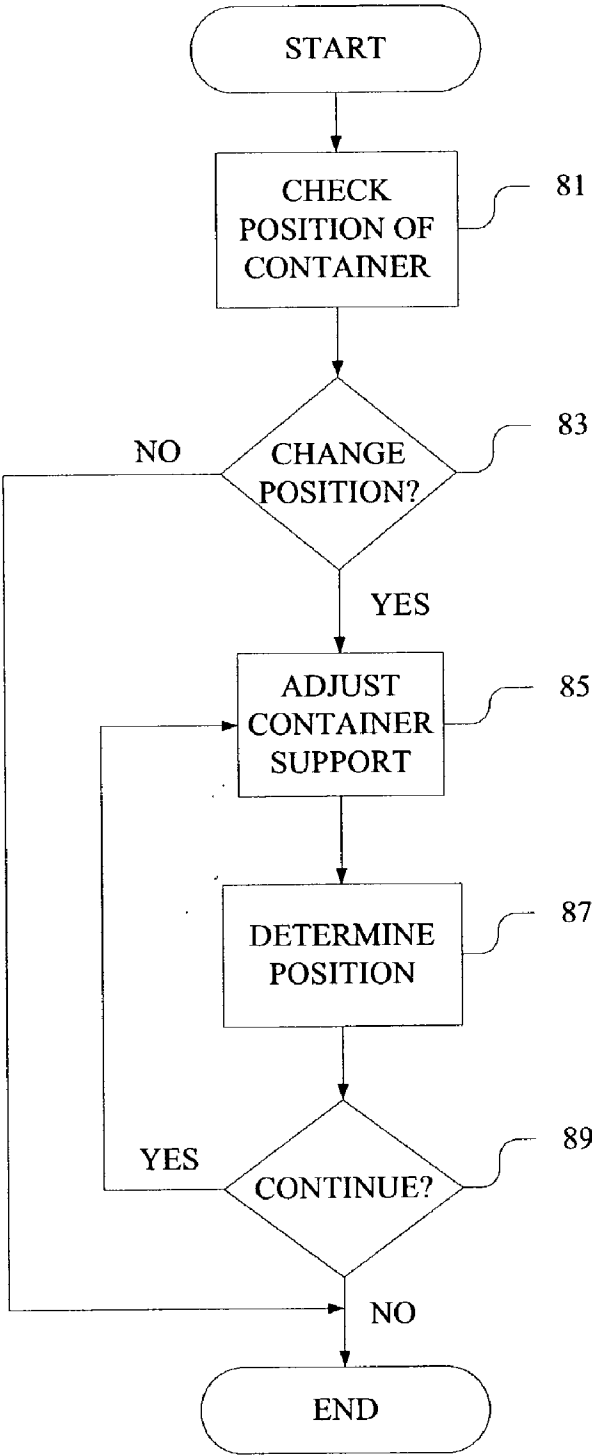 START
CHECK
POSITION OF
CONTAINER
81
CHANGE
POSITION?
83
NO
YES
ADJUST
CONTAINER
SUPPORT
85
DETERMINE
POSITION
87
CONTINUE?
89
YES
NO
END